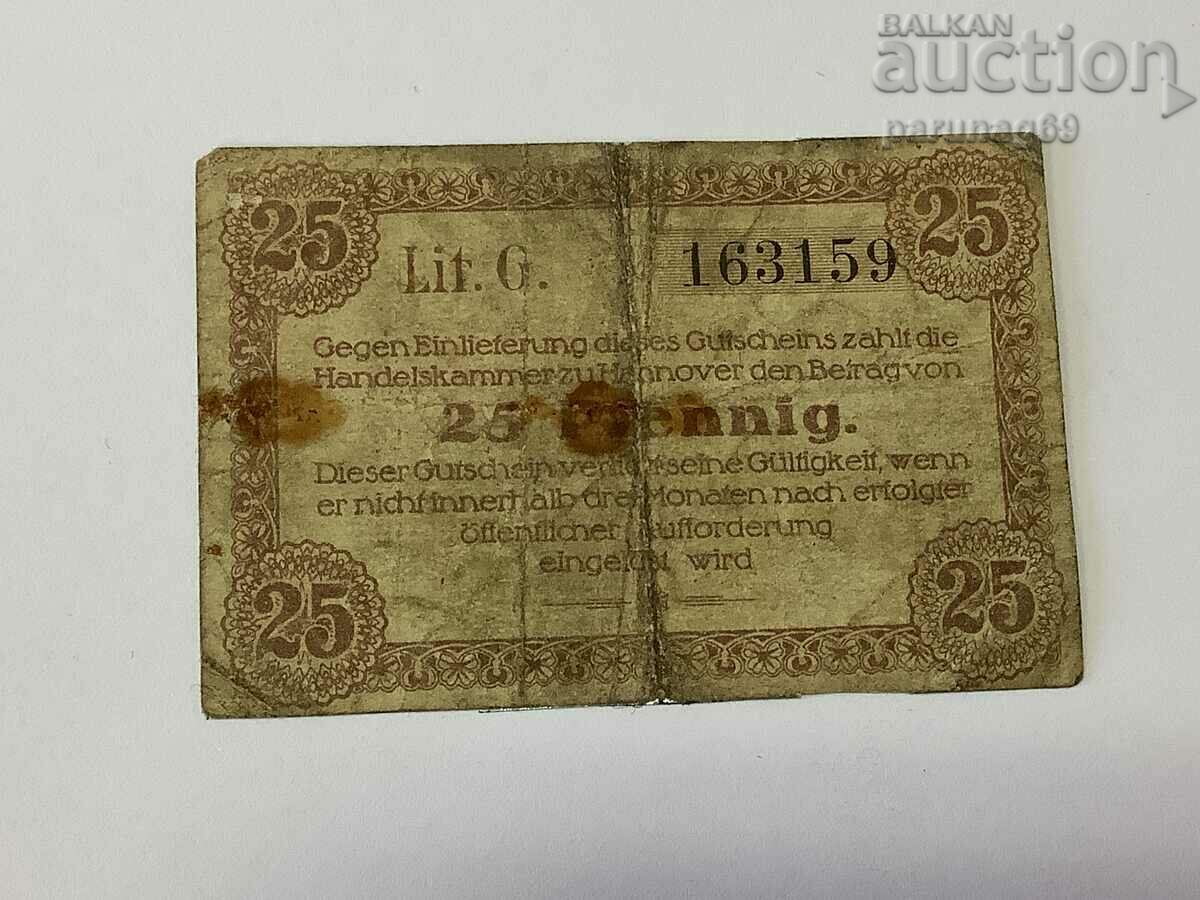 BALKAN
auction
parunag69
25
25
Lit. G.
163159
Gegen Einlieferung dieses Gutscheins zahlt die
Handelskammer zu Hannover den Betrag von
25 Pfennig.
Dieser Gutschein verliert seine Gültigkeit, wenn
er nicht innerhalb drei Monaten nach erfolgter
öffentlicher Aufforderung
eingelöst wird
25
25